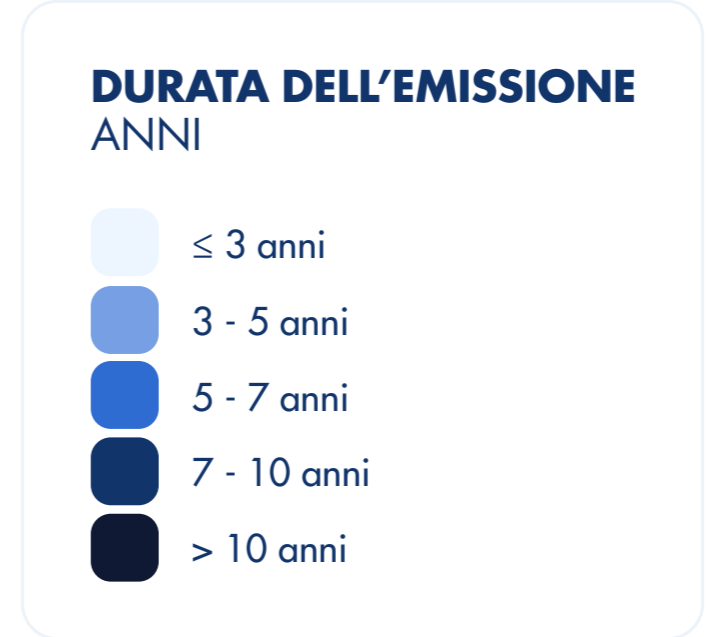 DURATA DELL’EMISSIONE
ANNI
≤ 3 anni
3 - 5 anni
5 - 7 anni
7 - 10 anni
> 10 anni